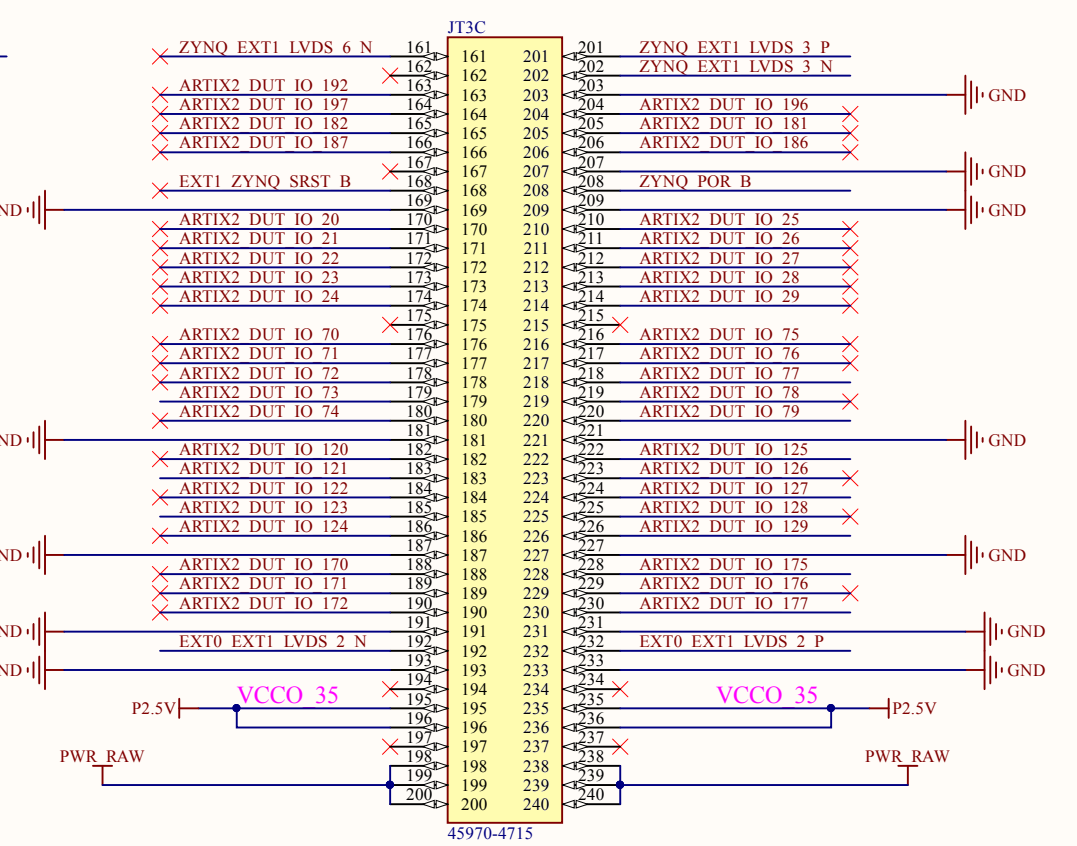 JT3C
ZYNQ_EXT1_LVDS_6_N 161 161 201 201 ZYNQ_EXT1_LVDS_3_P
162 162 202 202 ZYNQ_EXT1_LVDS_3_N
ARTIX2_DUT_IO_192 163 163 203 203 GND
ARTIX2_DUT_IO_197 164 164 204 204 ARTIX2_DUT_IO_196
ARTIX2_DUT_IO_182 165 165 205 205 ARTIX2_DUT_IO_181
ARTIX2_DUT_IO_187 166 166 206 206 ARTIX2_DUT_IO_186
167 167 207 207 GND
EXT1_ZYNQ_SRST_B 168 168 208 208 ZYNQ_POR_B
ND 169 169 209 209 GND
ARTIX2_DUT_IO_20 170 170 210 210 ARTIX2_DUT_IO_25
ARTIX2_DUT_IO_21 171 171 211 211 ARTIX2_DUT_IO_26
ARTIX2_DUT_IO_22 172 172 212 212 ARTIX2_DUT_IO_27
ARTIX2_DUT_IO_23 173 173 213 213 ARTIX2_DUT_IO_28
ARTIX2_DUT_IO_24 174 174 214 214 ARTIX2_DUT_IO_29
175 175 215 215
ARTIX2_DUT_IO_70 176 176 216 216 ARTIX2_DUT_IO_75
ARTIX2_DUT_IO_71 177 177 217 217 ARTIX2_DUT_IO_76
ARTIX2_DUT_IO_72 178 178 218 218 ARTIX2_DUT_IO_77
ARTIX2_DUT_IO_73 179 179 219 219 ARTIX2_DUT_IO_78
ARTIX2_DUT_IO_74 180 180 220 220 ARTIX2_DUT_IO_79
ND 181 181 221 221 GND
ARTIX2_DUT_IO_120 182 182 222 222 ARTIX2_DUT_IO_125
ARTIX2_DUT_IO_121 183 183 223 223 ARTIX2_DUT_IO_126
ARTIX2_DUT_IO_122 184 184 224 224 ARTIX2_DUT_IO_127
ARTIX2_DUT_IO_123 185 185 225 225 ARTIX2_DUT_IO_128
ARTIX2_DUT_IO_124 186 186 226 226 ARTIX2_DUT_IO_129
ND 187 187 227 227 GND
ARTIX2_DUT_IO_170 188 188 228 228 ARTIX2_DUT_IO_175
ARTIX2_DUT_IO_171 189 189 229 229 ARTIX2_DUT_IO_176
ARTIX2_DUT_IO_172 190 190 230 230 ARTIX2_DUT_IO_177
ND 191 191 231 231 GND
EXT0_EXT1_LVDS_2_N 192 192 232 232 EXT0_EXT1_LVDS_2_P
ND 193 193 233 233 GND
194 194 234 234
P2.5V VCCO_35 195 195 235 235 VCCO_35 P2.5V
196 196 236 236
197 197 237 237
PWR_RAW 198 198 238 238 PWR_RAW
199 199 239 239
200 200 240 240
45970-4715